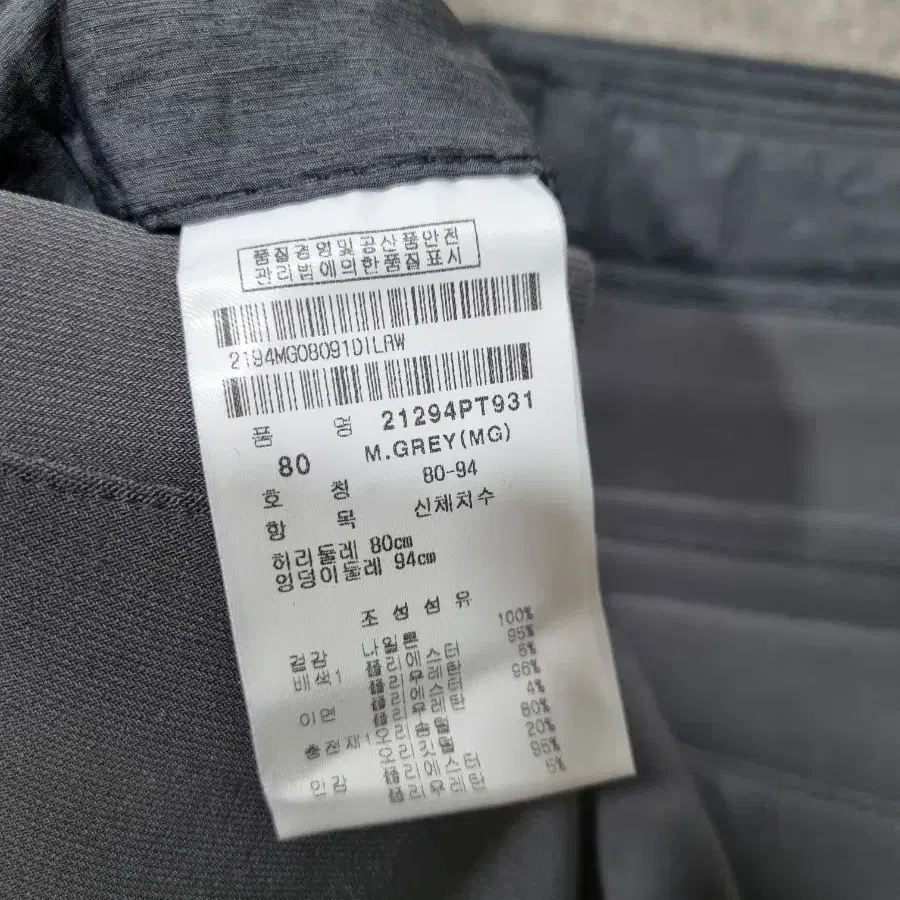 품질경영및공산품안전
관리법에의한품질표시
2194MG08091DILRW
품 명 21294PT931
80 M.GREY(MG)
호 칭 80-94
항 목 신체치수
허리둘레 80cm
엉덩이둘레 94cm
조성섬유
겉감 나일론 100%
배색1 폴리에스터 95%
폴리우레탄 5%
이면 폴리에스터 96%
폴리우레탄 4%
충전재1 오리솜털 80%
오리깃털 20%
안감 폴리에스터 95%
폴리우레탄 5%